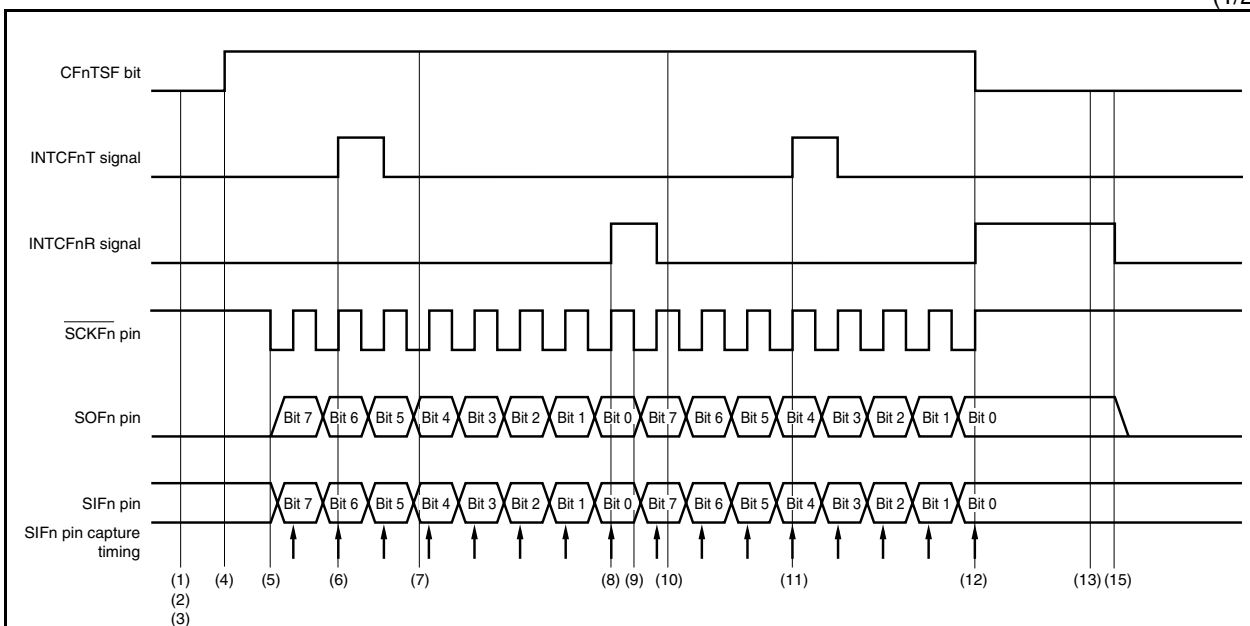 (1/2
CFnTSF bit
INTCFnT signal
INTCFnR signal
SCKFn pin
SOFn pin
Bit 7 Bit 6 Bit 5 Bit 4 Bit 3 Bit 2 Bit 1 Bit 0 Bit 7 Bit 6 Bit 5 Bit 4 Bit 3 Bit 2 Bit 1 Bit 0
SIFn pin
Bit 7 Bit 6 Bit 5 Bit 4 Bit 3 Bit 2 Bit 1 Bit 0 Bit 7 Bit 6 Bit 5 Bit 4 Bit 3 Bit 2 Bit 1 Bit 0
SIFn pin capture
timing
(1) (4) (5) (6) (7) (8) (9) (10) (11) (12) (13) (15)
(2)
(3)